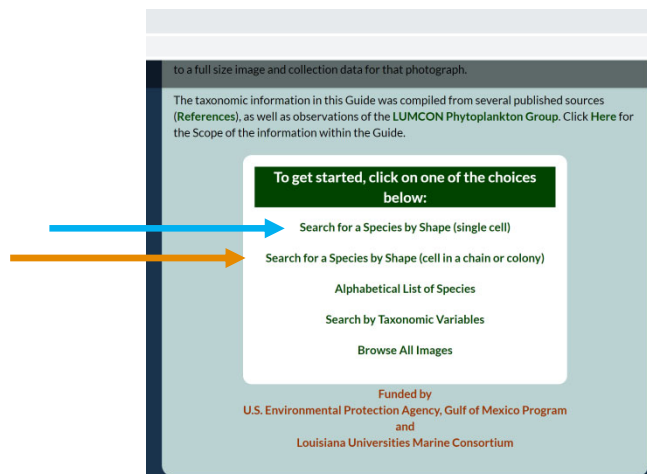 to a full size image and collection data for that photograph.
The taxonomic information in this Guide was compiled from several published sources
(References), as well as observations of the LUMCON Phytoplankton Group. Click Here for
the Scope of the information within the Guide.
To get started, click on one of the choices
below:
Search for a Species by Shape (single cell)
Search for a Species by Shape (cell in a chain or colony)
Alphabetical List of Species
Search by Taxonomic Variables
Browse All Images
Funded by
U.S. Environmental Protection Agency, Gulf of Mexico Program
and
Louisiana Universities Marine Consortium